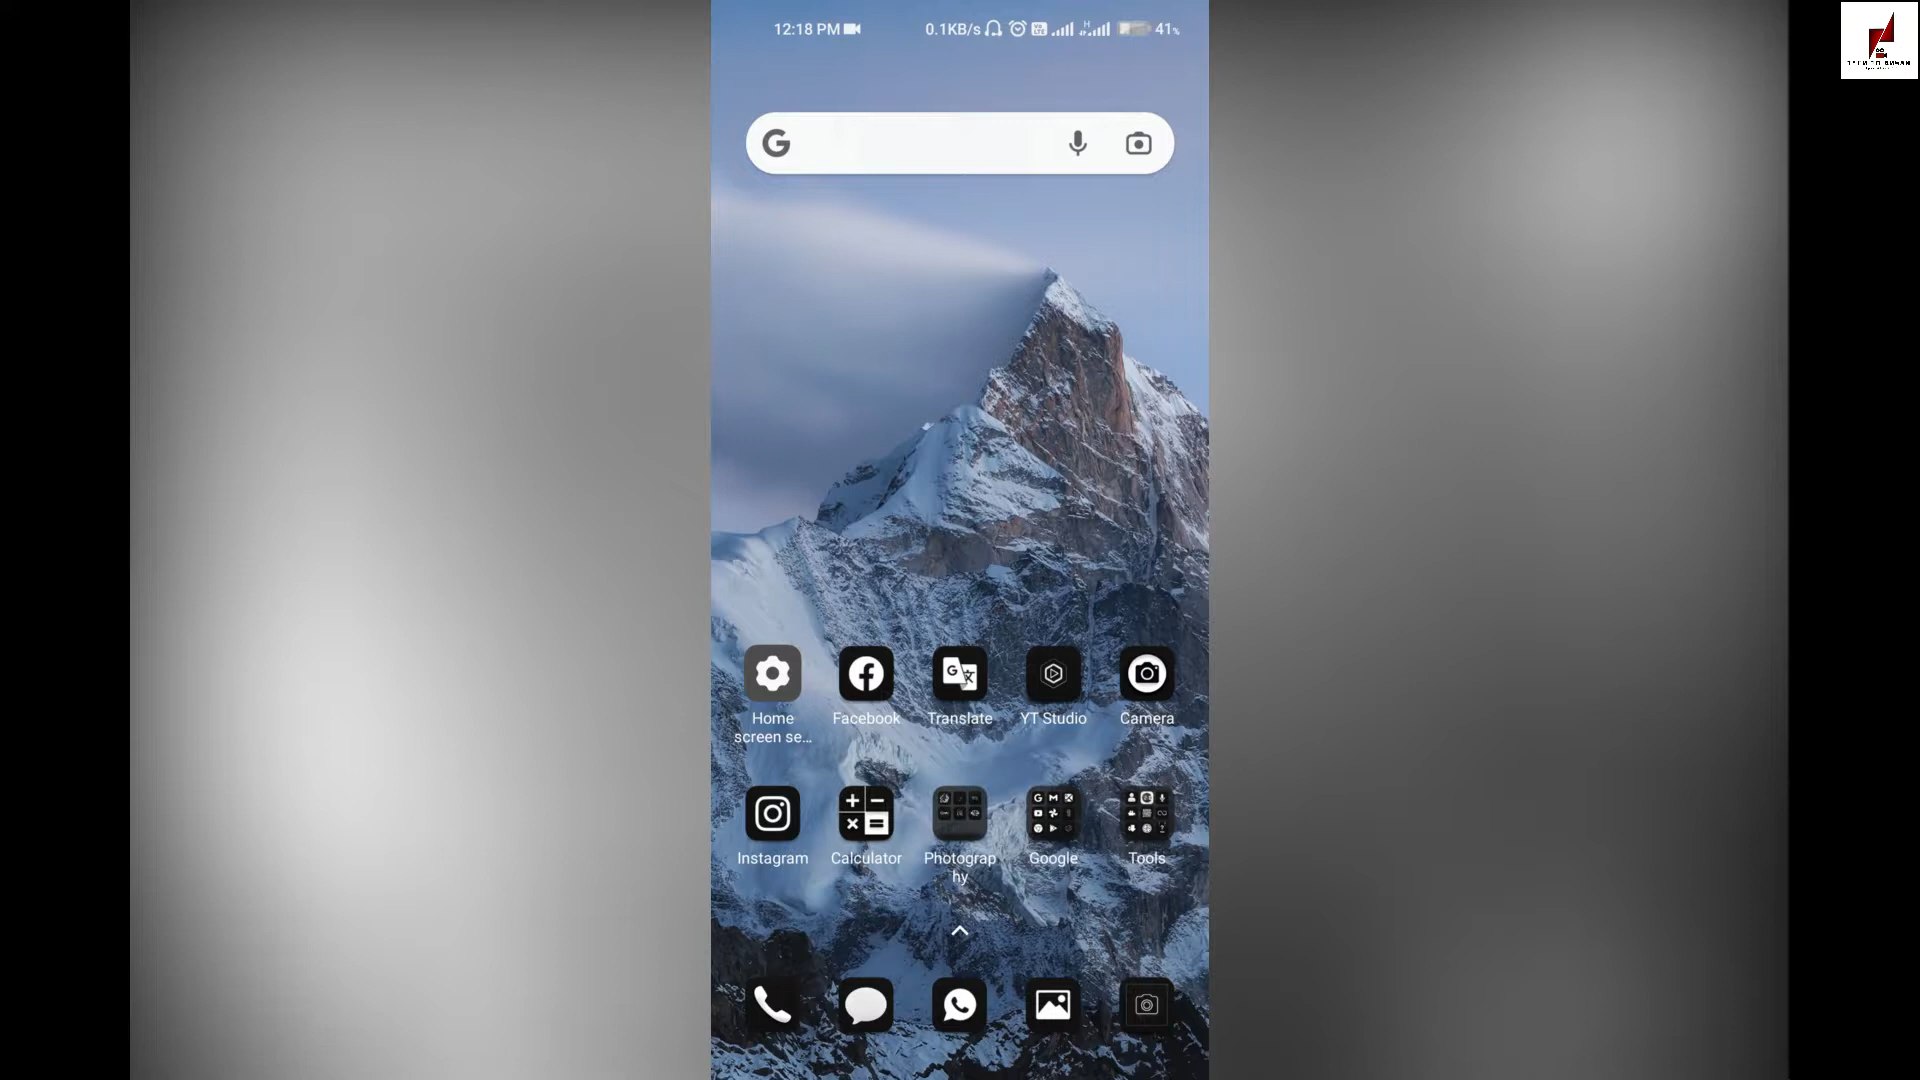 12:18 PM 0.1KB/s 41%
Home
screen se...
Facebook
Translate
YT Studio
Camera
Instagram
Calculator
Photograp
hy
Google
Tools